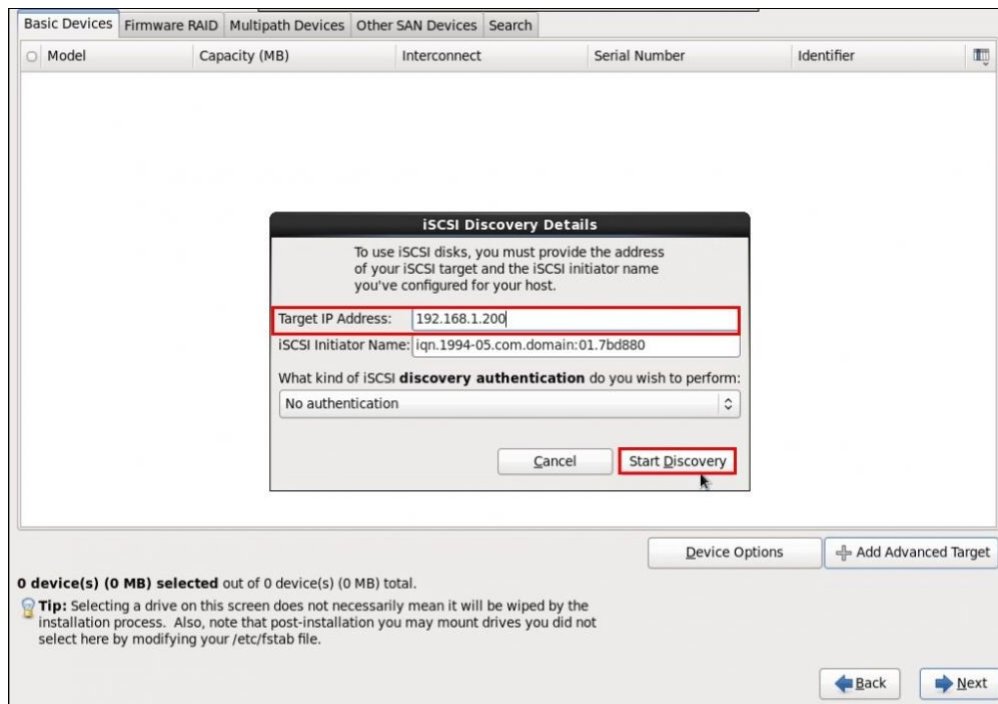 Basic Devices Firmware RAID Multipath Devices Other SAN Devices Search
Model Capacity (MB) Interconnect Serial Number Identifier
iSCSI Discovery Details
To use iSCSI disks, you must provide the address
of your iSCSI target and the iSCSI initiator name
you've configured for your host.
Target IP Address: 192.168.1.200
iSCSI Initiator Name: iqn.1994-05.com.domain:01.7bd880
What kind of iSCSI discovery authentication do you wish to perform:
No authentication
Cancel Start Discovery
Device Options Add Advanced Target
0 device(s) (0 MB) selected out of 0 device(s) (0 MB) total.
Tip: Selecting a drive on this screen does not necessarily mean it will be wiped by the
installation process. Also, note that post-installation you may mount drives you did not
select here by modifying your /etc/fstab file.
Back Next